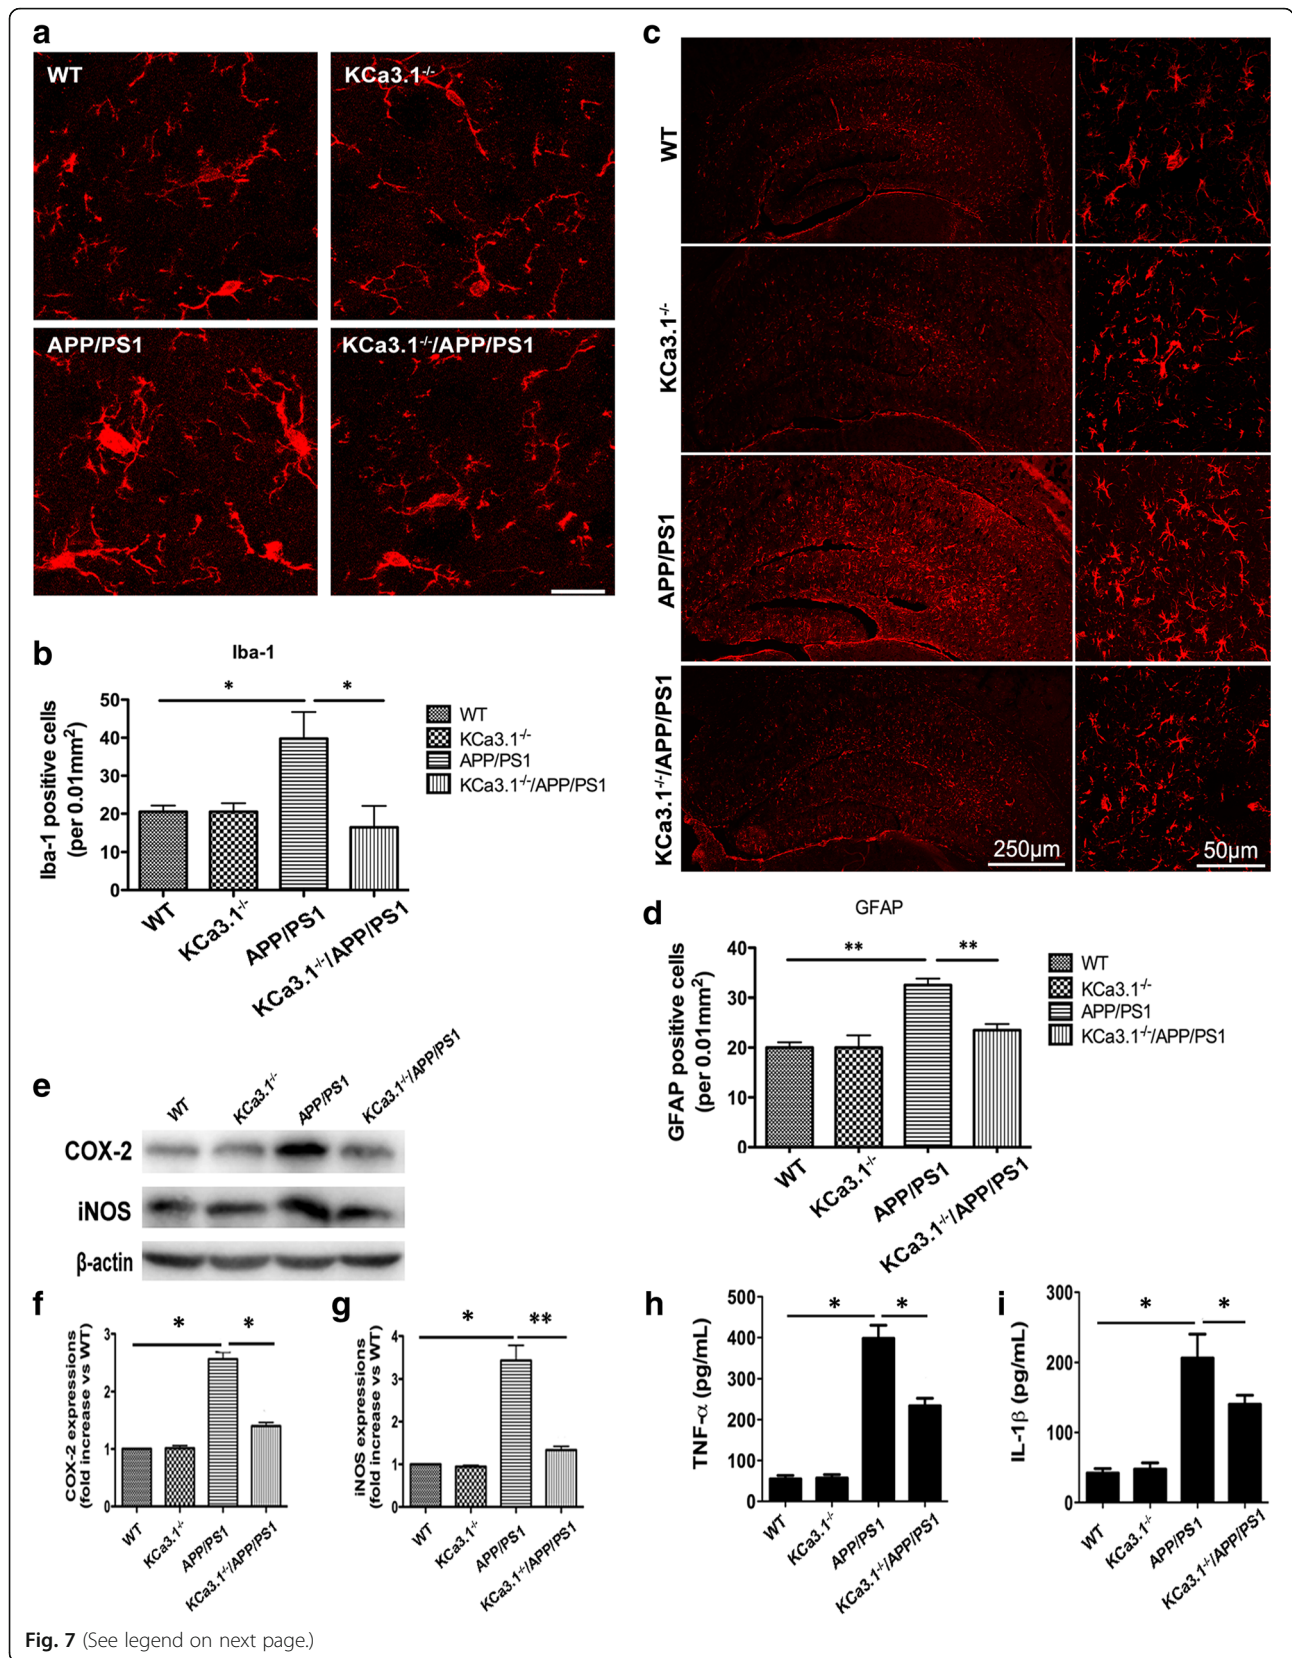 a
WT
KCa3.1-/-
APP/PS1
KCa3.1-/-/APP/PS1
b
Iba-1
Iba-1 positive cells
(per 0.01mm²)
50
40
30
20
10
0
* *
WT
KCa3.1-/-
APP/PS1
KCa3.1-/-/APP/PS1
WT
KCa3.1-/-
APP/PS1
KCa3.1-/-/APP/PS1
c
WT
KCa3.1-/-
APP/PS1
KCa3.1-/-/APP/PS1
250µm
50µm
d
GFAP
GFAP positive cells
(per 0.01mm²)
40
30
20
10
0
** **
WT
KCa3.1-/-
APP/PS1
KCa3.1-/-/APP/PS1
WT
KCa3.1-/-
APP/PS1
KCa3.1-/-/APP/PS1
e
WT
KCa3.1-/-
APP/PS1
KCa3.1-/-/APP/PS1
COX-2
iNOS
β-actin
f
COX-2 expressions
(fold increase vs WT)
3
2
1
0
* *
WT
KCa3.1-/-
APP/PS1
KCa3.1-/-/APP/PS1
g
iNOS expressions
(fold increase vs WT)
4
3
2
1
0
* **
WT
KCa3.1-/-
APP/PS1
KCa3.1-/-/APP/PS1
h
TNF-α (pg/mL)
500
400
300
200
100
0
* *
WT
KCa3.1-/-
APP/PS1
KCa3.1-/-/APP/PS1
i
IL-1β (pg/mL)
300
200
100
0
* *
WT
KCa3.1-/-
APP/PS1
KCa3.1-/-/APP/PS1
Fig. 7 (See legend on next page.)